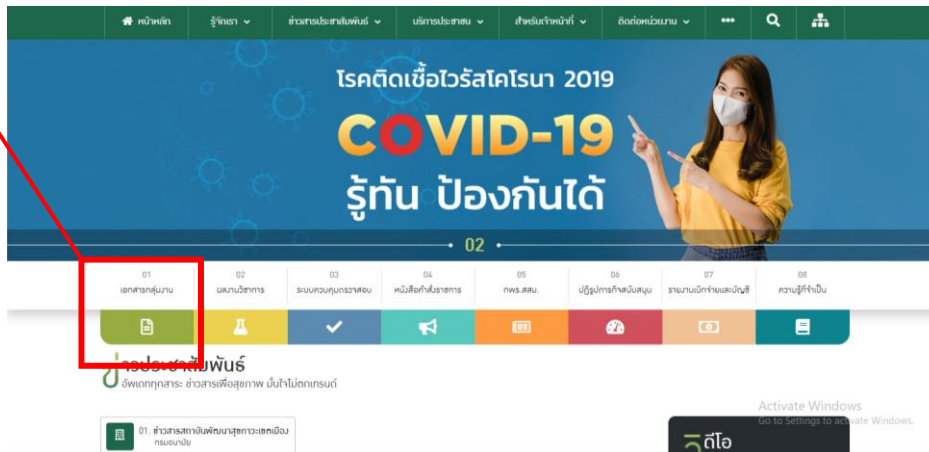 หน้าหลัก รู้จักเรา ข่าวสารประชาสัมพันธ์ บริการประชาชน สำหรับเจ้าหน้าที่ ติดต่อหน่วยงาน
โรคติดเชื้อไวรัสโคโรนา 2019
COVID-19
รู้ทัน ป้องกันได้
02
01 02 03 04 05 06 07 08
เอกสารกลุ่มงาน ผลงานวิชาการ ระบบควบคุมตรวจสอบ หนังสือคำสั่งราชการ กพร.สสม. ปฏิรูปภารกิจสนับสนุน รายงานเบิกจ่ายและบัญชี ความรู้ที่จำเป็น
ข่าวประชาสัมพันธ์
อัพเดททุกสาระ ข่าวสารเพื่อสุขภาพ มั่นใจไม่ตกเทรนด์
Activate Windows
Go to Settings to activate Windows.
01. ข่าวสารสถาบันพัฒนาสุขภาวะเขตเมือง
กรมอนามัย
วีดีโอ